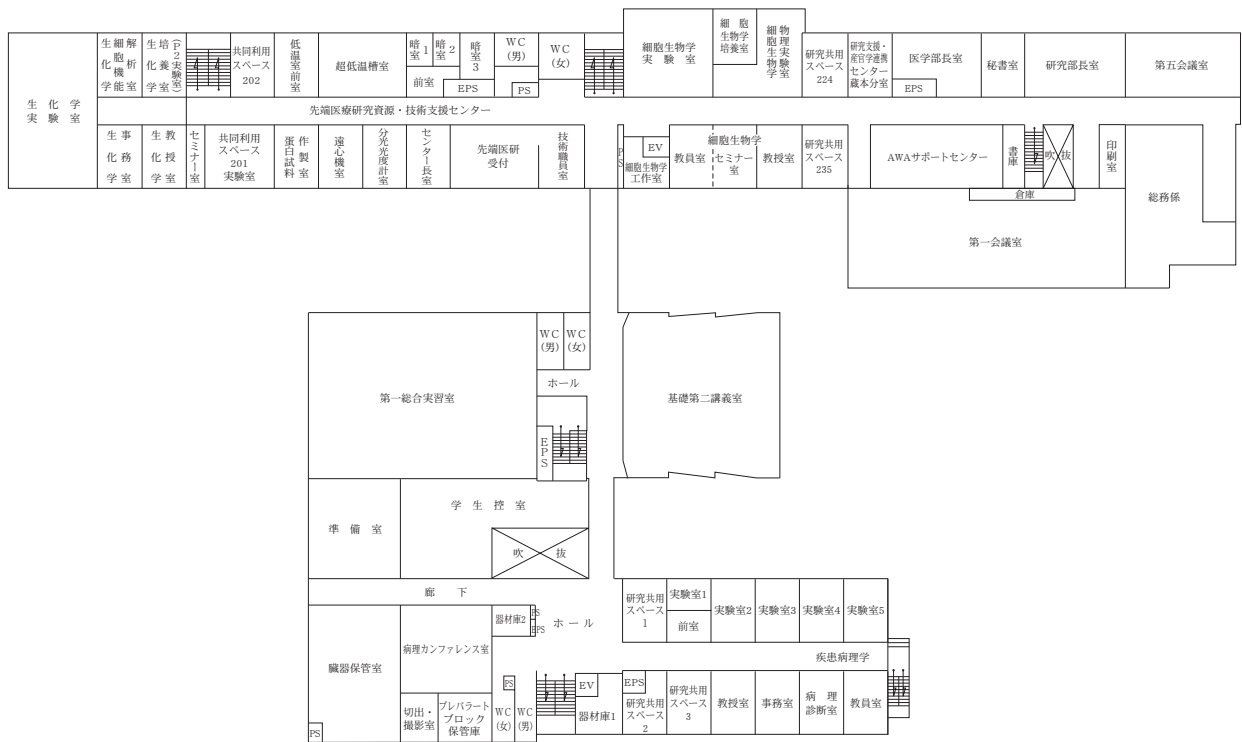 生化学
実験室
生化学
細胞機能
解析室
生化学
培養室
(P2実験室)
共同利用
スペース
202
低温室
前室
超低温槽室
暗室1
暗室2
前室
暗室3
EPS
WC
(男)
PS
WC
(女)
細胞生物学
実験室
細胞
生物学
培養室
細胞生物学
物理実験室
研究共用
スペース
224
研究支援・
産官学連携
センター
蔵本分室
医学部長室
EPS
秘書室
研究部長室
第五会議室
先端医療研究資源・技術支援センター
生化学
事務室
生化学
教授室
セミナー室
共同利用
スペース
201
実験室
蛋白試料
作製室
遠心機室
分光光度計室
センター長室
先端医研
受付
技術職員室
PS
EV
細胞生物学
工作室
細胞生物学
教員室
セミナー
室
教授室
研究共用
スペース
235
AWAサポートセンター
書庫
吹抜
印刷室
倉庫
総務係
第一会議室
第一総合実習室
WC
(男)
WC
(女)
ホール
EPS
基礎第二講義室
準備室
学生控室
吹抜
廊下
ホール
器材庫2
PS
EPS
臓器保管室
PS
病理カンファレンス室
切出・
撮影室
プレパラート
ブロック
保管庫
PS
WC
(女)
WC
(男)
EV
器材庫1
研究共用
スペース
1
実験室1
前室
実験室2
実験室3
実験室4
実験室5
疾患病理学
EPS
研究共用
スペース
2
研究共用
スペース
3
教授室
事務室
病理
診断室
教員室